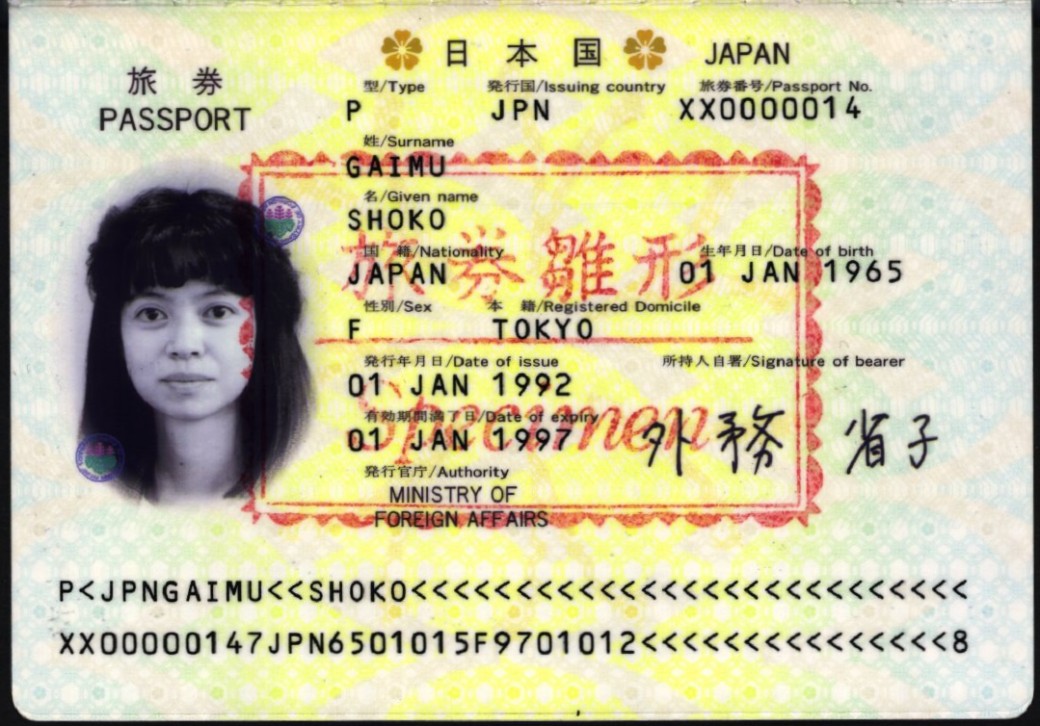 日本国 JAPAN
旅券
PASSPORT
型/Type 発行国/Issuing country 旅券番号/Passport No.
P JPN XX0000014
姓/Surname
GAIMU
名/Given name
SHOKO
国 籍/Nationality 生年月日/Date of birth
JAPAN 01 JAN 1965
旅券雛形
性別/Sex 本 籍/Registered Domicile
F TOKYO
発行年月日/Date of issue 所持人自署/Signature of bearer
01 JAN 1992
有効期間満了日/Date of expiry
01 JAN 1997
Specimen
外務 省子
発行官庁/Authority
MINISTRY OF
FOREIGN AFFAIRS
P<JPNGAIMU<<SHOKO<<<<<<<<<<<<<<<<<<<<<<<<<<<
XX00000147JPN6501015F9701012<<<<<<<<<<<<<<<8